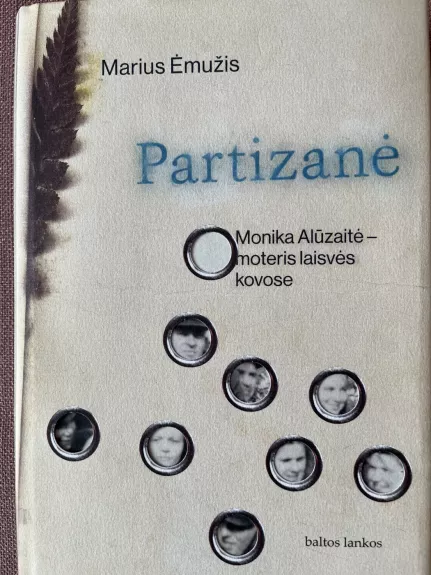 Marius Ėmužis
Partizanė
Monika Alūzaitė –
moteris laisvės
kovose
baltos lankos